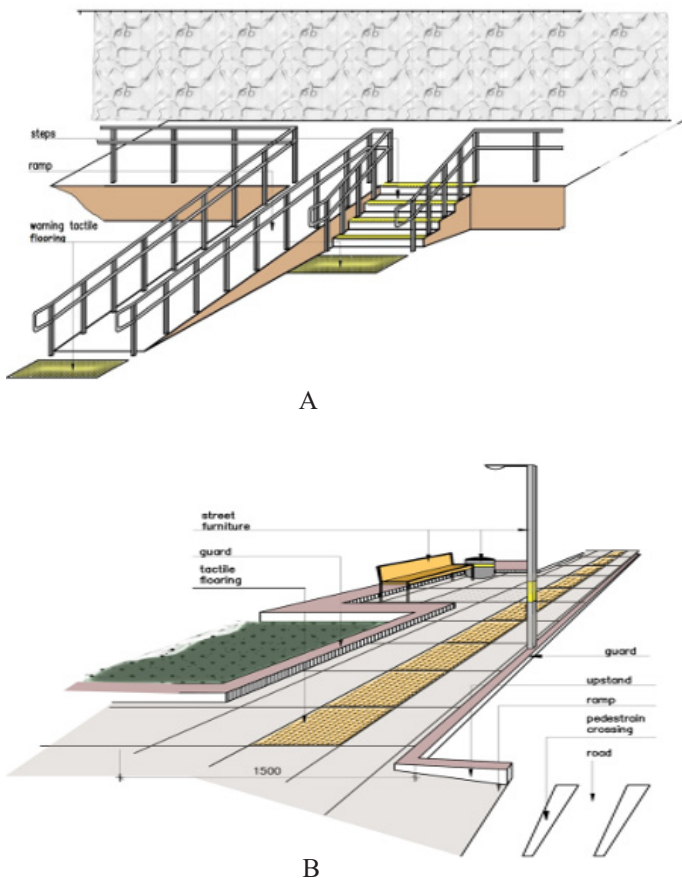 steps
ramp
warning tactile
flooring
A
street
furniture
guard
tactile
flooring
guard
upstand
ramp
pedestrain
crossing
road
1500
B